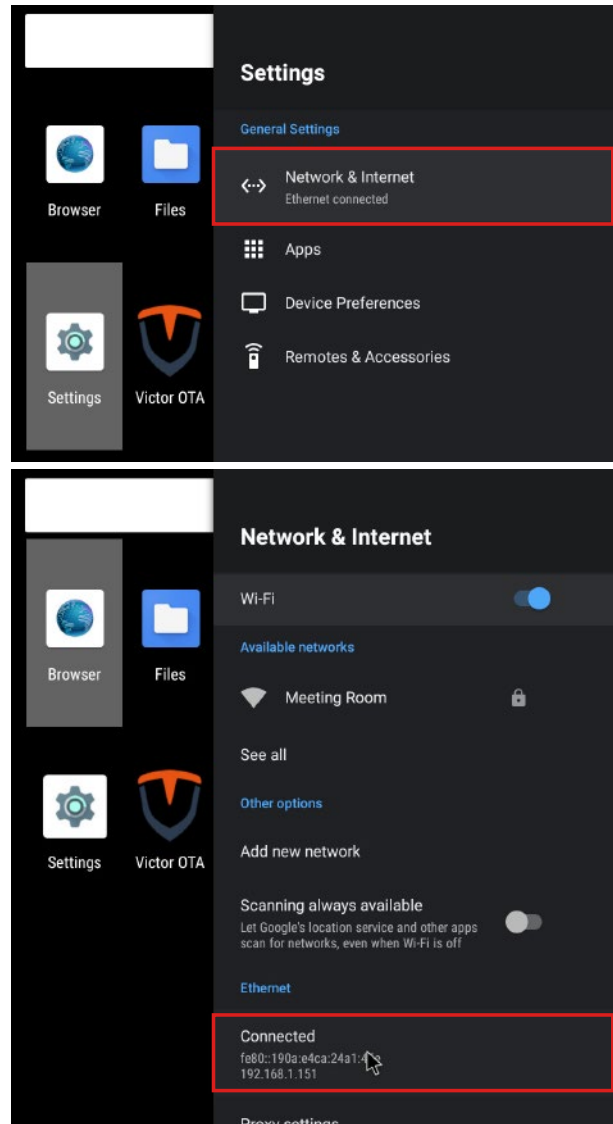 Settings
General Settings
Network & Internet
Ethernet connected
Browser
Files
Apps
Device Preferences
Remotes & Accessories
Settings
Victor OTA
Network & Internet
Wi-Fi
Available networks
Browser
Files
Meeting Room
See all
Other options
Add new network
Settings
Victor OTA
Scanning always available
Let Google's location service and other apps
scan for networks, even when Wi-Fi is off
Ethernet
Connected
192.168.1.151
Proxy settings